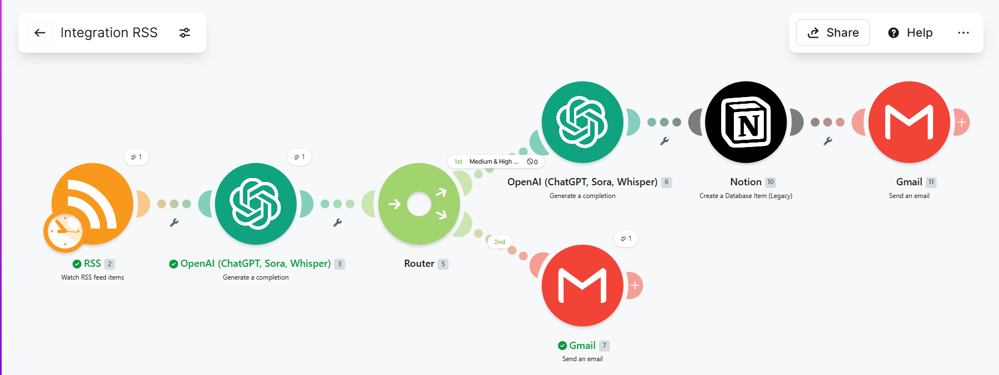 Integration RSS
Share
Help
1
1
1st Medium & High ... 0
OpenAI (ChatGPT, Sora, Whisper) 6
Generate a completion
N
Notion 10
Create a Database Item (Legacy)
Gmail 11
Send an email
RSS 2
Watch RSS feed items
OpenAI (ChatGPT, Sora, Whisper) 3
Generate a completion
Router 5
2nd
1
Gmail 7
Send an email